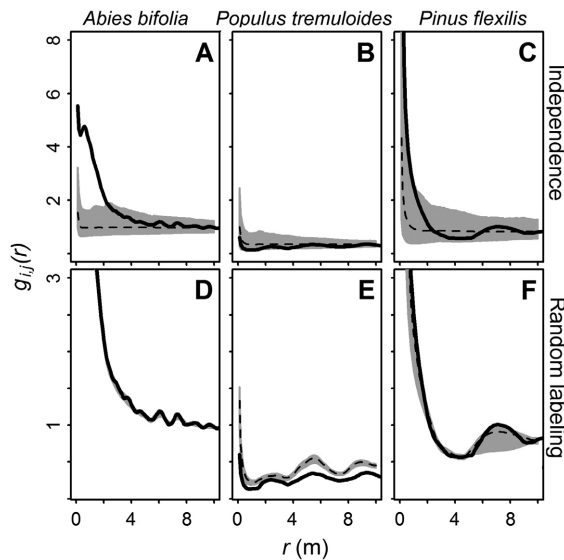 Abies bifolia Populus tremuloides Pinus flexilis
A B C
8
6
4
2
Independence
g i,j (r)
D E F
3
1
Random labeling
0 4 8 0 4 8 0 4 8
r (m)